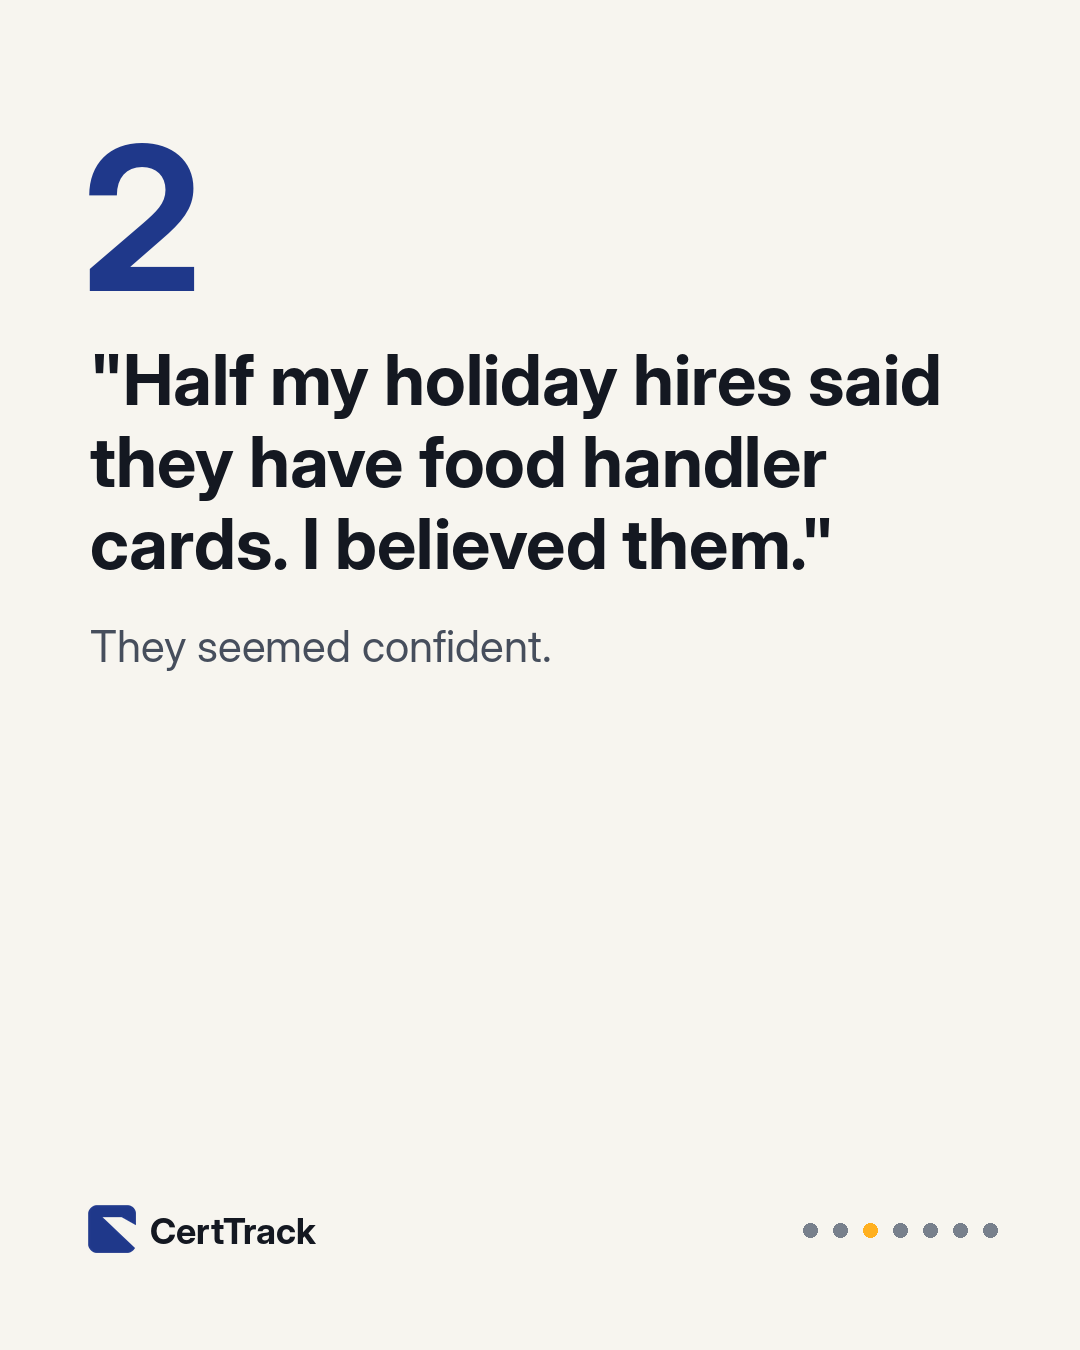 2
"Half my holiday hires said
they have food handler
cards. I believed them."
They seemed confident.
CertTrack